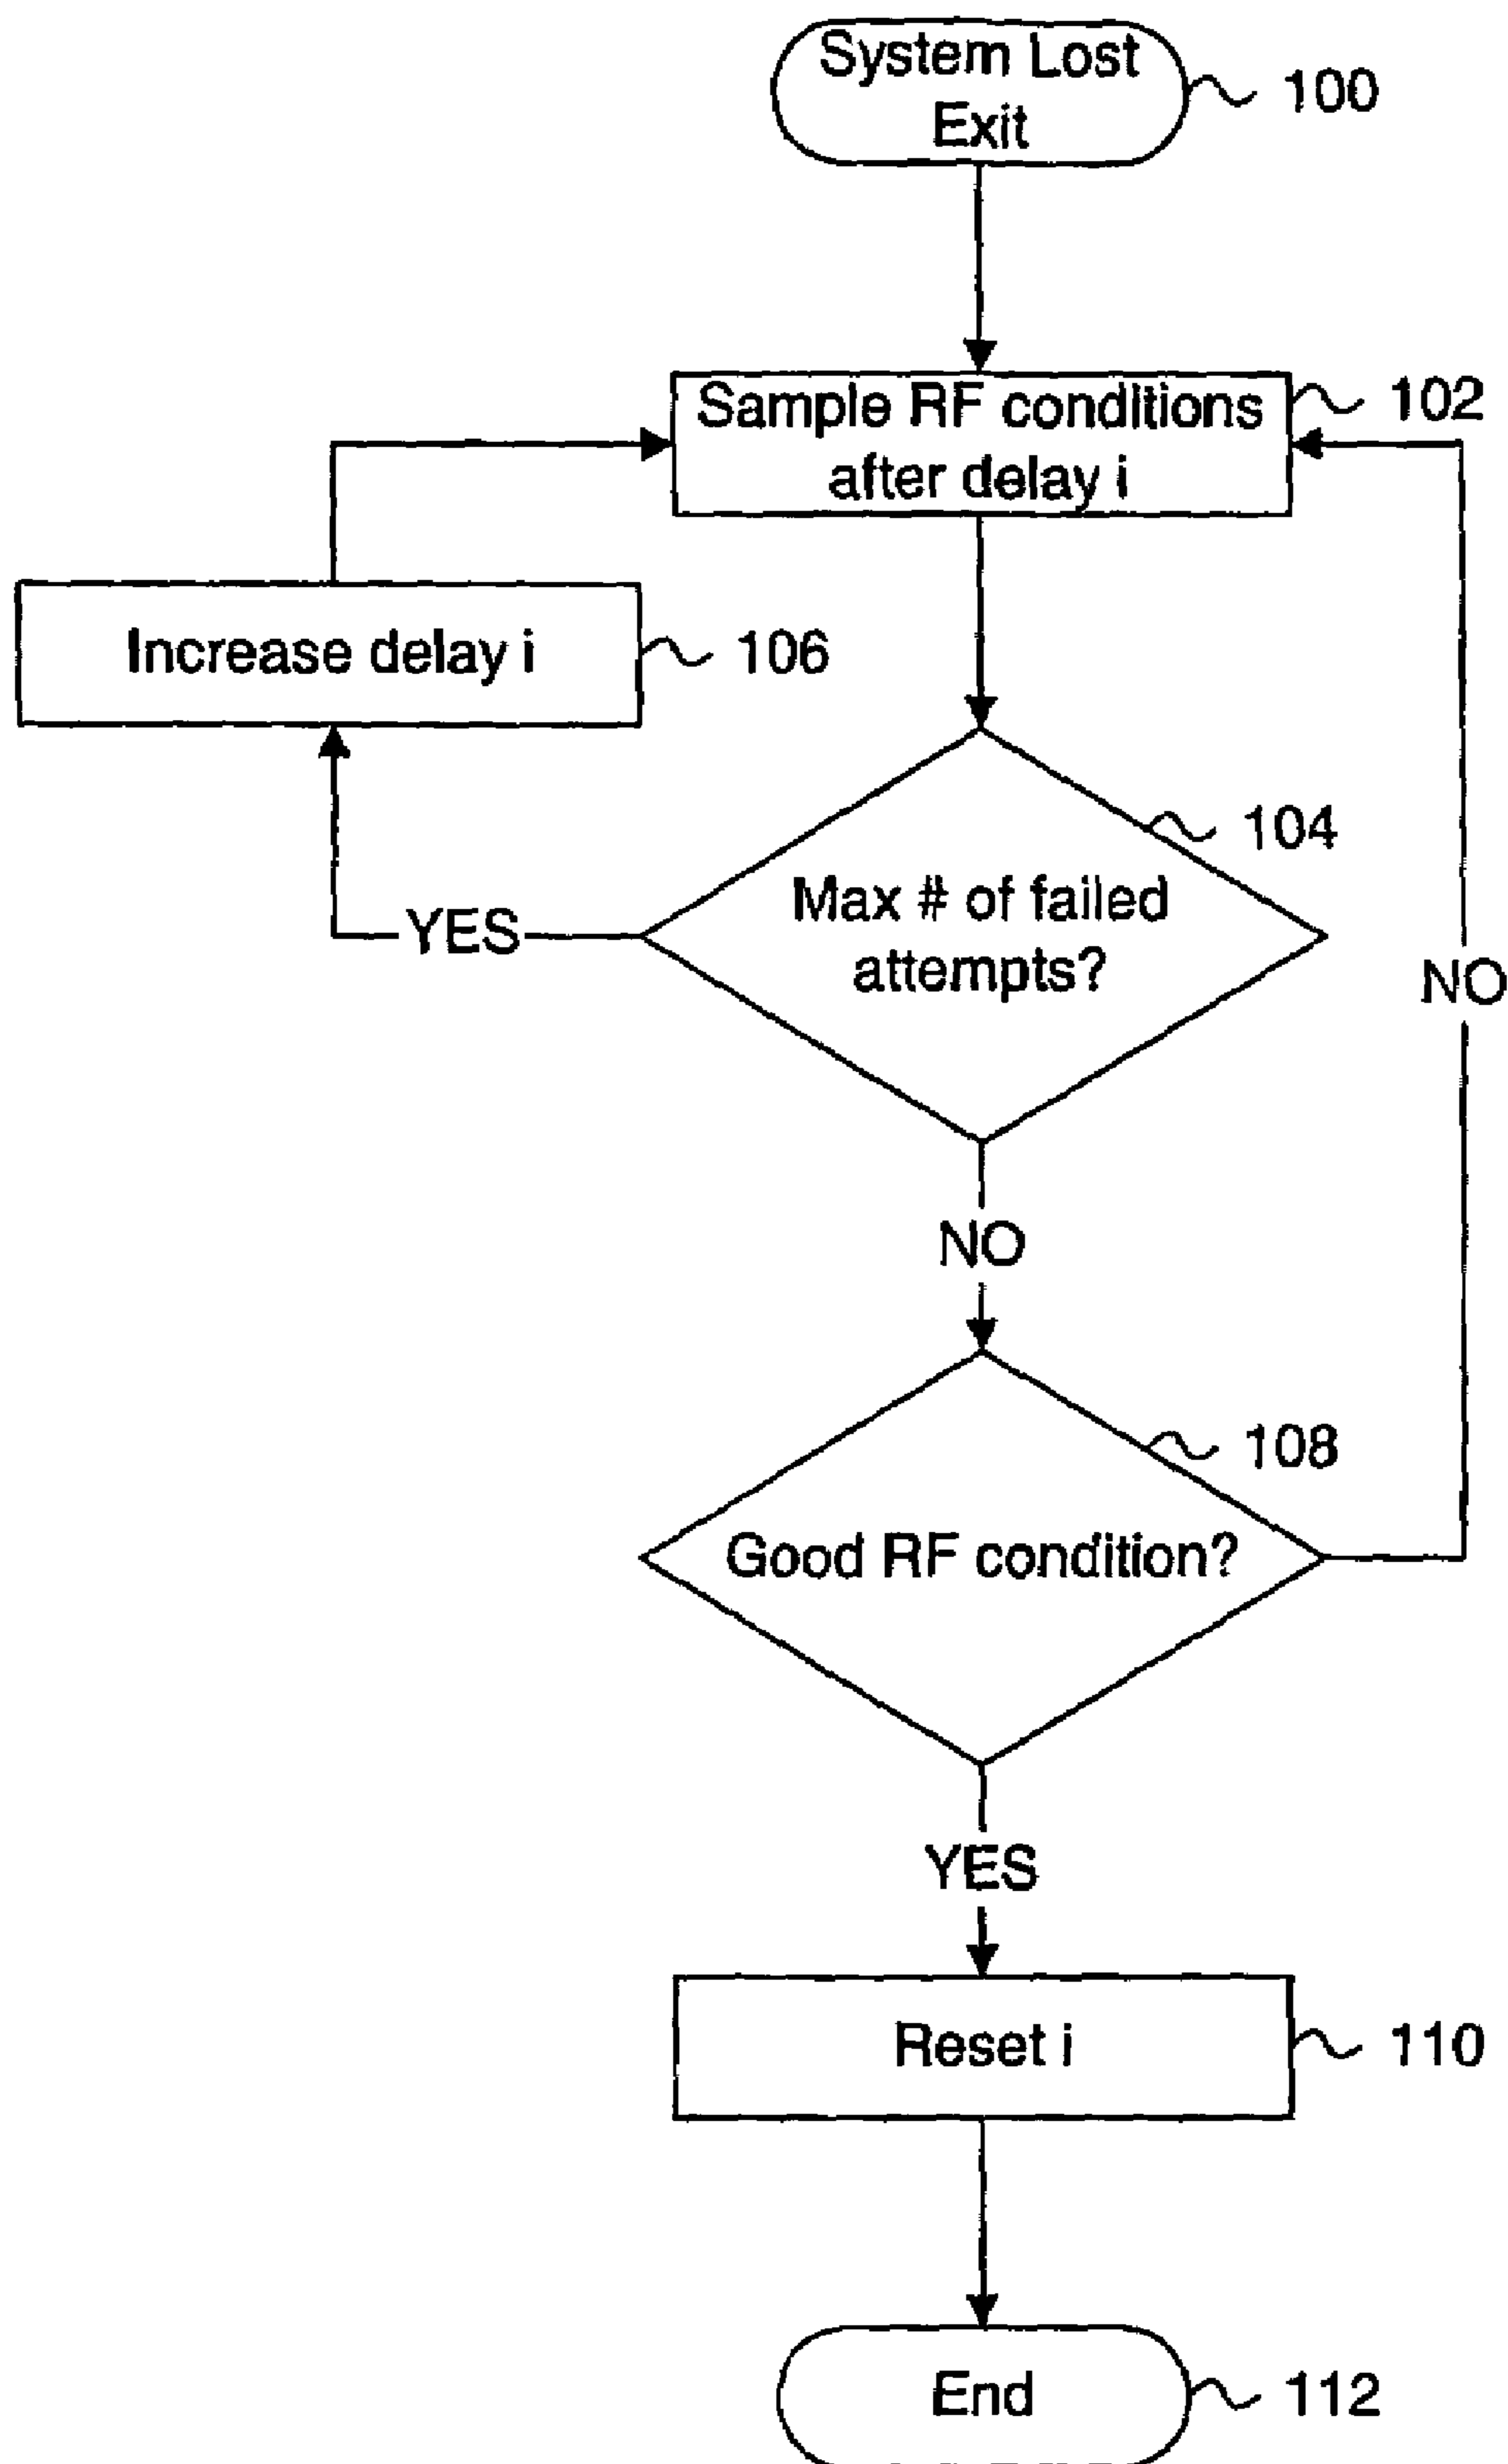 System Lost
Exit
100
Sample RF conditions
after delay i
102
Increase delay i
106
104
Max # of failed
attempts?
YES
NO
NO
108
Good RF condition?
YES
Reset i
110
End
112